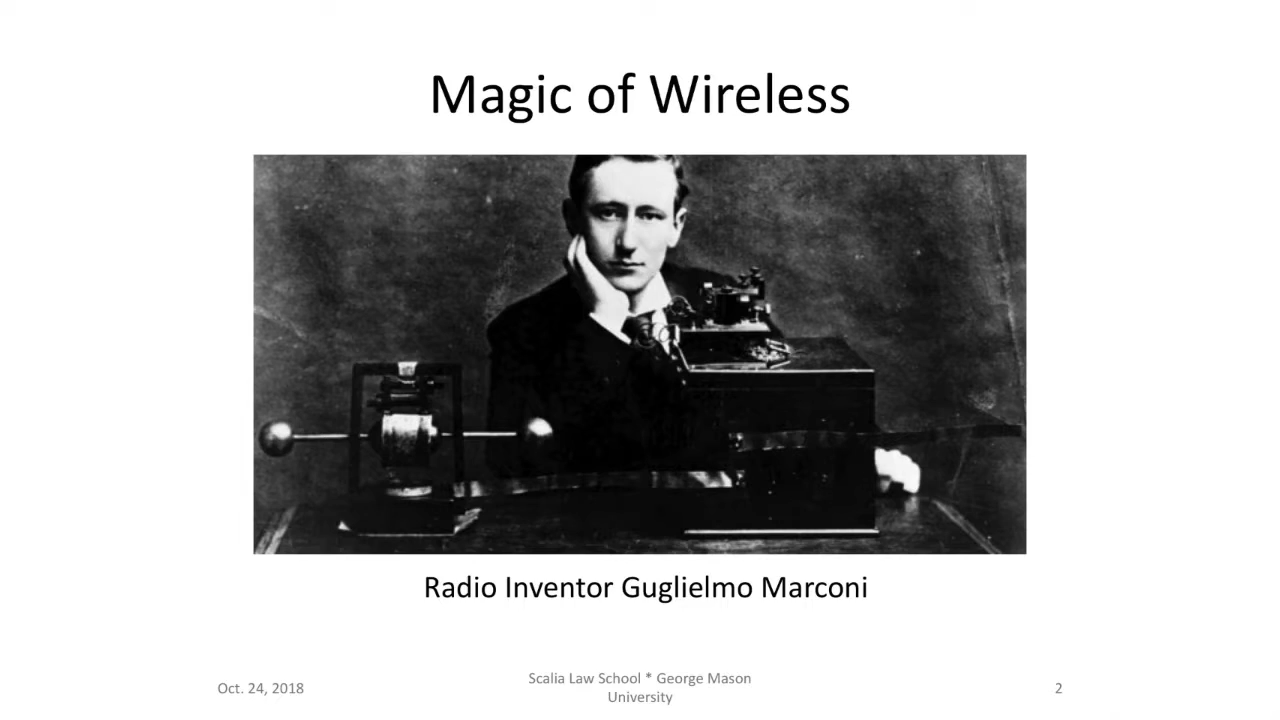 Magic of Wireless
Radio Inventor Guglielmo Marconi
Oct. 24, 2018
Scalia Law School * George Mason
University
2